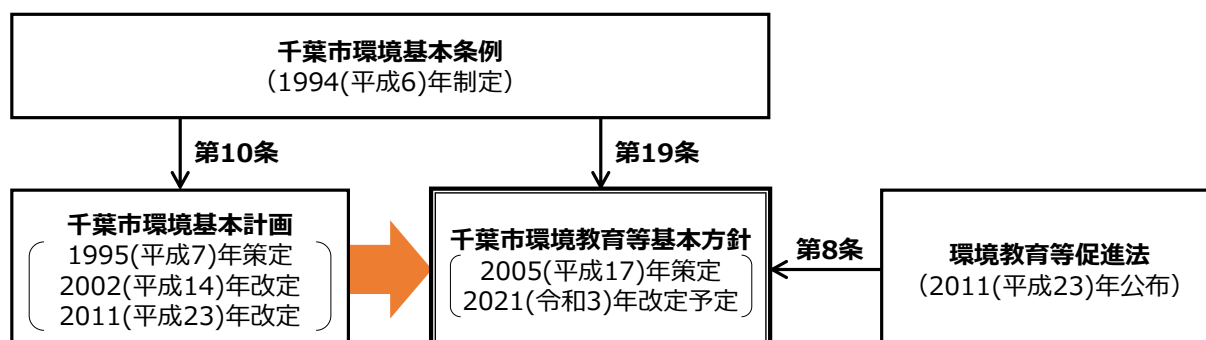 千葉市環境基本条例
（1994(平成6)年制定）
第10条
第19条
千葉市環境基本計画
1995(平成7)年策定
2002(平成14)年改定
2011(平成23)年改定
千葉市環境教育等基本方針
2005(平成17)年策定
2021(令和3)年改定予定
第8条
環境教育等促進法
（2011(平成23)年公布）